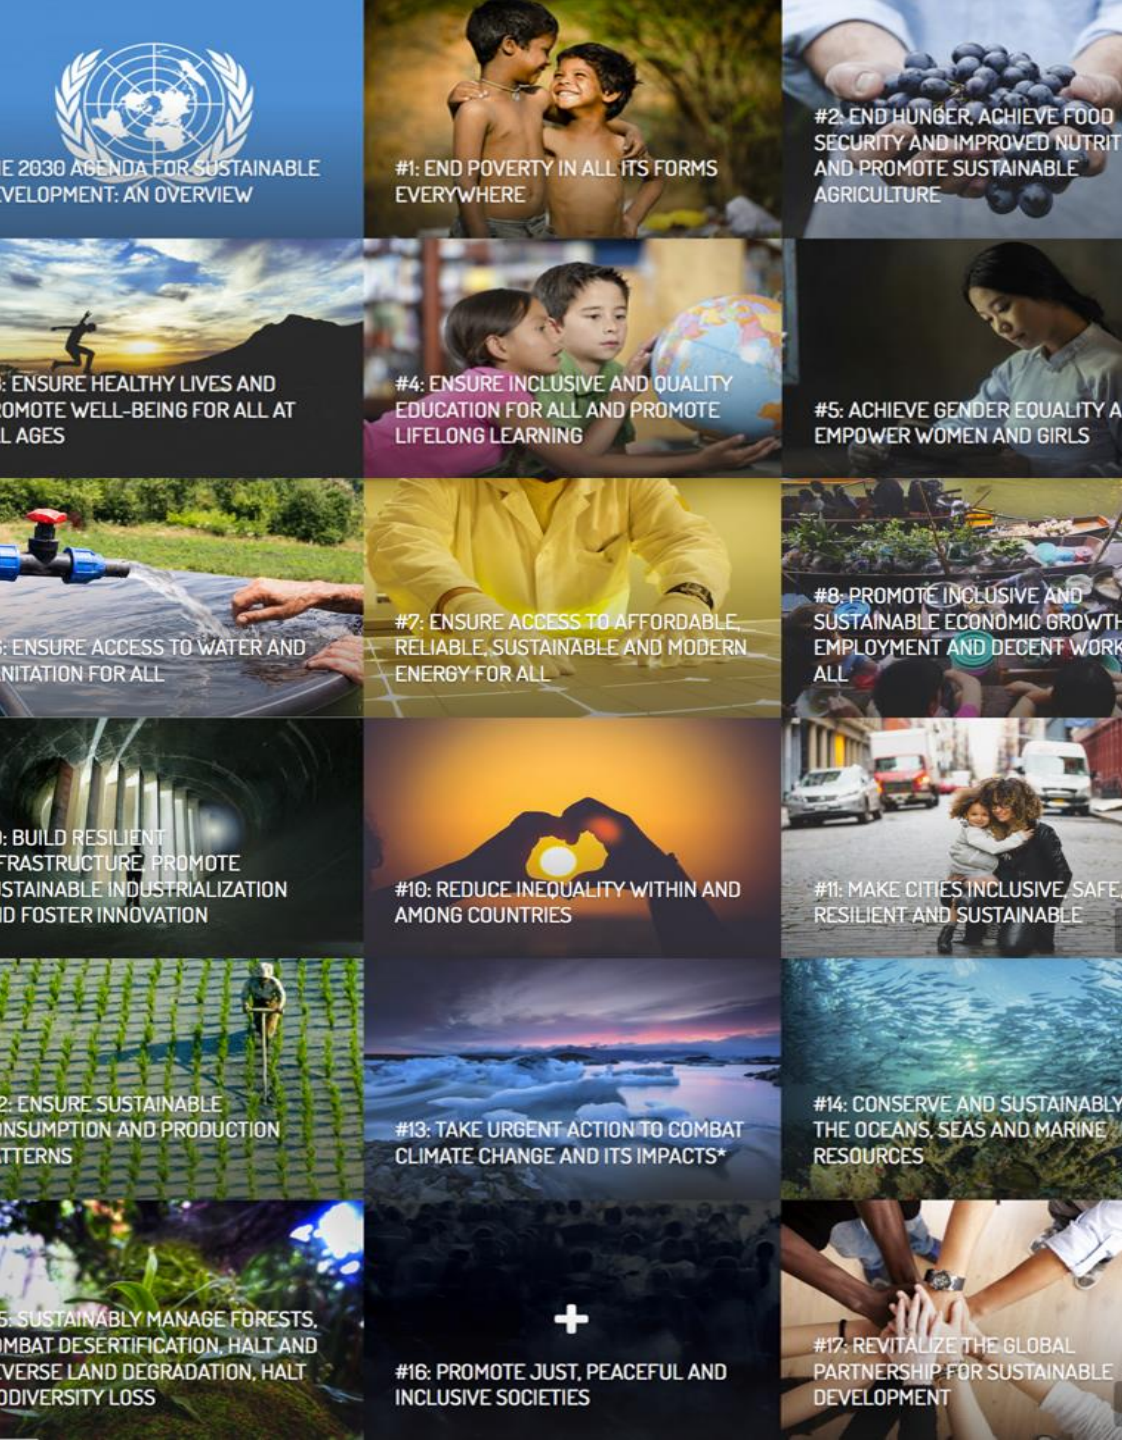 E 2030 AGENDA FOR SUSTAINABLE
VELOPMENT: AN OVERVIEW
#1: END POVERTY IN ALL ITS FORMS
EVERYWHERE
#2: END HUNGER, ACHIEVE FOOD
SECURITY AND IMPROVED NUTRIT
AND PROMOTE SUSTAINABLE
AGRICULTURE
: ENSURE HEALTHY LIVES AND
OMOTE WELL-BEING FOR ALL AT
L AGES
#4: ENSURE INCLUSIVE AND QUALITY
EDUCATION FOR ALL AND PROMOTE
LIFELONG LEARNING
#5: ACHIEVE GENDER EQUALITY A
EMPOWER WOMEN AND GIRLS
: ENSURE ACCESS TO WATER AND
NITATION FOR ALL
#7: ENSURE ACCESS TO AFFORDABLE,
RELIABLE, SUSTAINABLE AND MODERN
ENERGY FOR ALL
#8: PROMOTE INCLUSIVE AND
SUSTAINABLE ECONOMIC GROWTH
EMPLOYMENT AND DECENT WORK
ALL
: BUILD RESILIENT
FRASTRUCTURE, PROMOTE
STAINABLE INDUSTRIALIZATION
D FOSTER INNOVATION
#10: REDUCE INEQUALITY WITHIN AND
AMONG COUNTRIES
#11: MAKE CITIES INCLUSIVE, SAFE,
RESILIENT AND SUSTAINABLE
2: ENSURE SUSTAINABLE
NSUMPTION AND PRODUCTION
TTERNS
#13: TAKE URGENT ACTION TO COMBAT
CLIMATE CHANGE AND ITS IMPACTS*
#14: CONSERVE AND SUSTAINABLY
THE OCEANS, SEAS AND MARINE
RESOURCES
5: SUSTAINABLY MANAGE FORESTS,
MBAT DESERTIFICATION, HALT AND
VERSE LAND DEGRADATION, HALT
ODIVERSITY LOSS
#16: PROMOTE JUST, PEACEFUL AND
INCLUSIVE SOCIETIES
#17: REVITALIZE THE GLOBAL
PARTNERSHIP FOR SUSTAINABLE
DEVELOPMENT